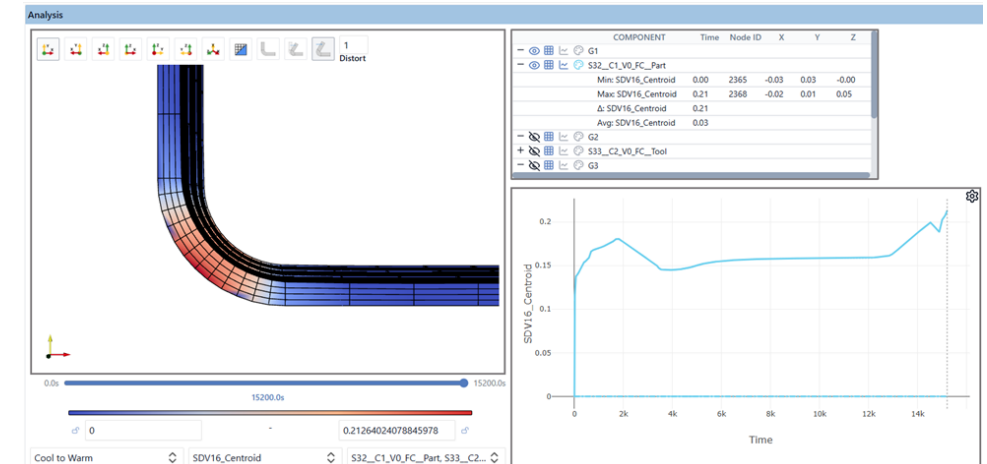 Analysis
1
Distort
COMPONENT Time Node ID X Y Z
G1
S32__C1_V0_FC__Part
Min: SDV16_Centroid 0.00 2365 -0.03 0.03 -0.00
Max: SDV16_Centroid 0.21 2368 -0.02 0.01 0.05
Δ: SDV16_Centroid 0.21
Avg: SDV16_Centroid 0.03
G2
S33__C2_V0_FC__Tool
G3
0.2
0.15
0.1
0.05
0
SDV16_Centroid
0 2k 4k 6k 8k 10k 12k 14k
Time
0.0s 15200.0s
15200.0s
0 - 0.21264024078845978
Cool to Warm SDV16_Centroid S32__C1_V0_FC__Part, S33__C2...